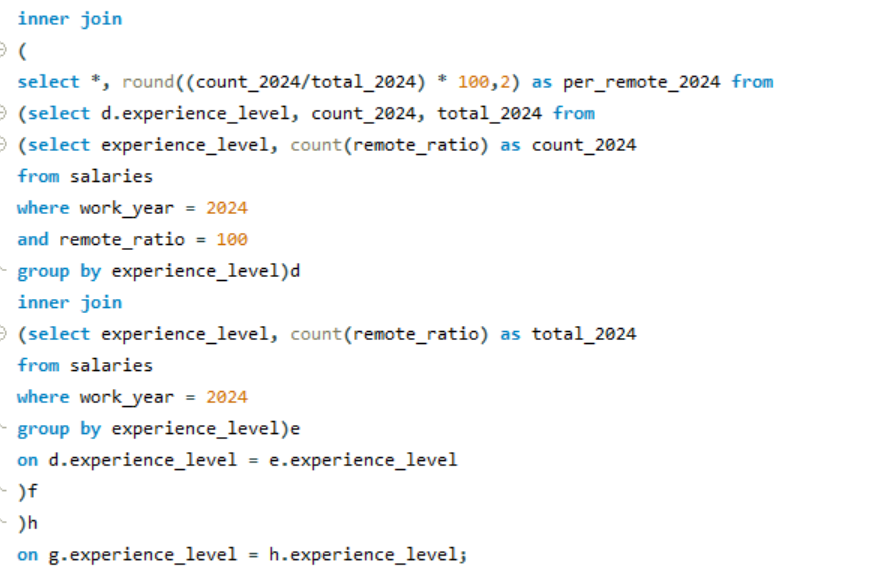 inner join
(
select *, round((count_2024/total_2024) * 100,2) as per_remote_2024 from
(select d.experience_level, count_2024, total_2024 from
(select experience_level, count(remote_ratio) as count_2024
from salaries
where work_year = 2024
and remote_ratio = 100
group by experience_level)d
inner join
(select experience_level, count(remote_ratio) as total_2024
from salaries
where work_year = 2024
group by experience_level)e
on d.experience_level = e.experience_level
)f
)h
on g.experience_level = h.experience_level;